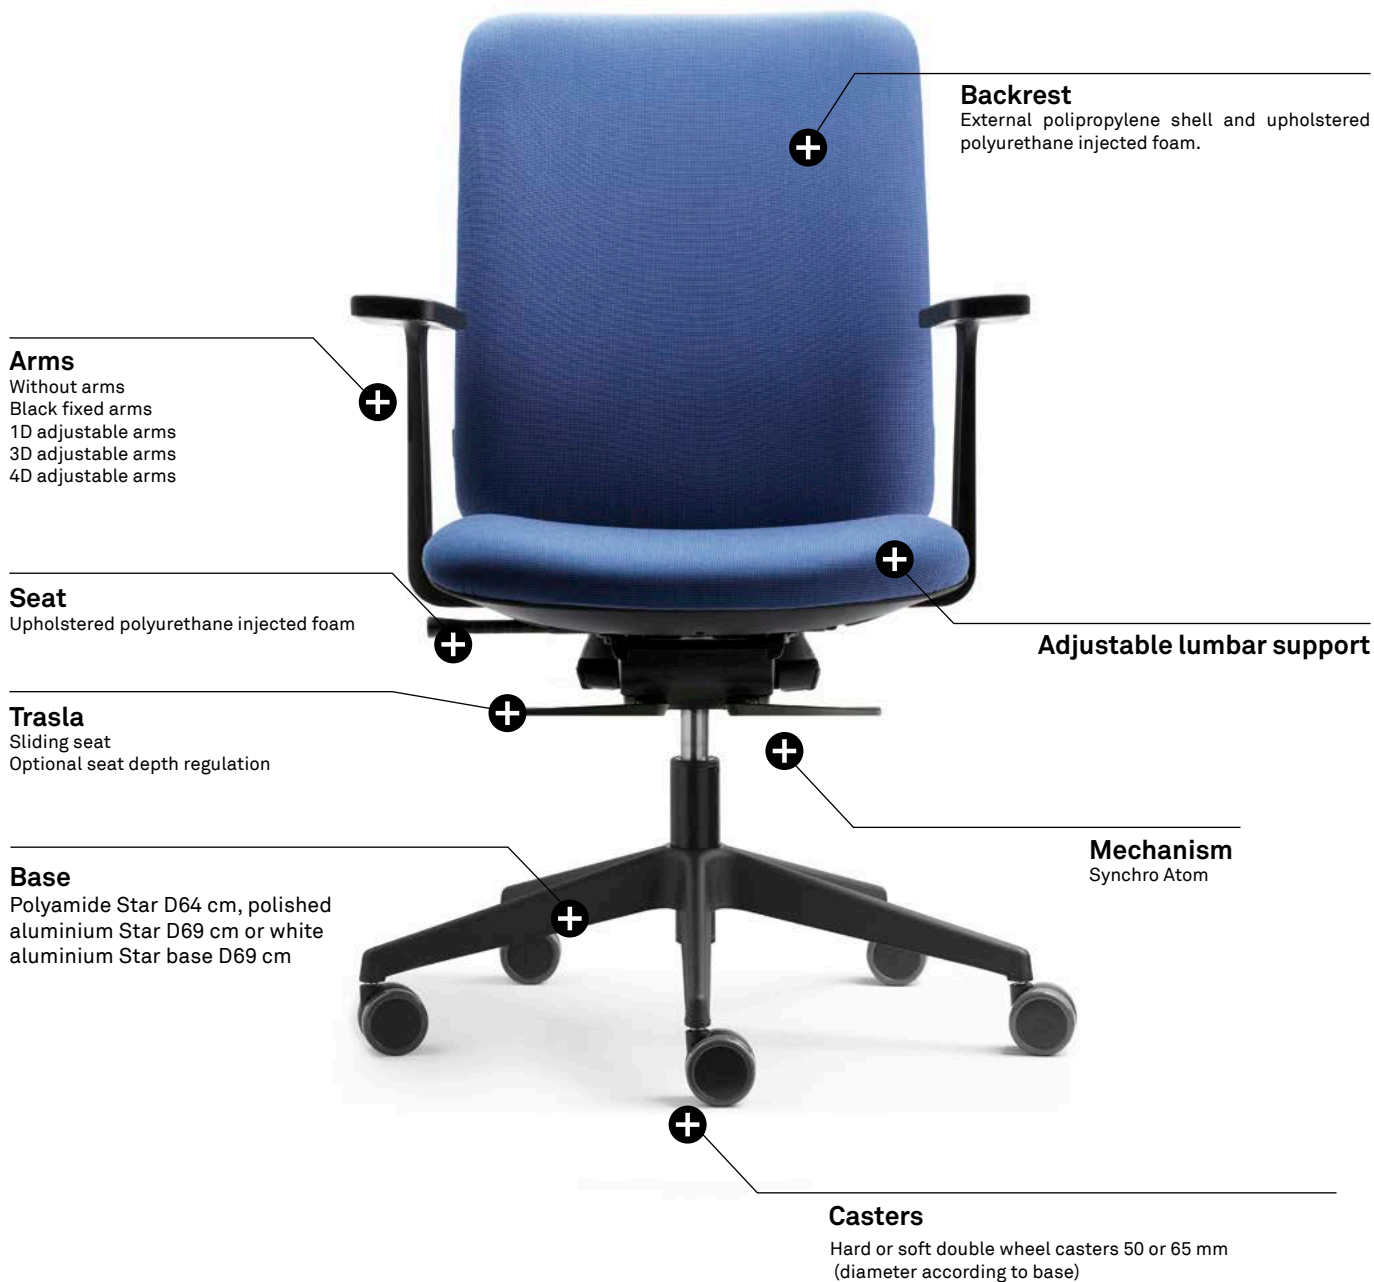 Backrest
External polipropylene shell and upholstered
polyurethane injected foam.
Arms
Without arms
Black fixed arms
1D adjustable arms
3D adjustable arms
4D adjustable arms
Seat
Upholstered polyurethane injected foam
Adjustable lumbar support
Trasla
Sliding seat
Optional seat depth regulation
Mechanism
Synchro Atom
Base
Polyamide Star D64 cm, polished
aluminium Star D69 cm or white
aluminium Star base D69 cm
Casters
Hard or soft double wheel casters 50 or 65 mm
(diameter according to base)